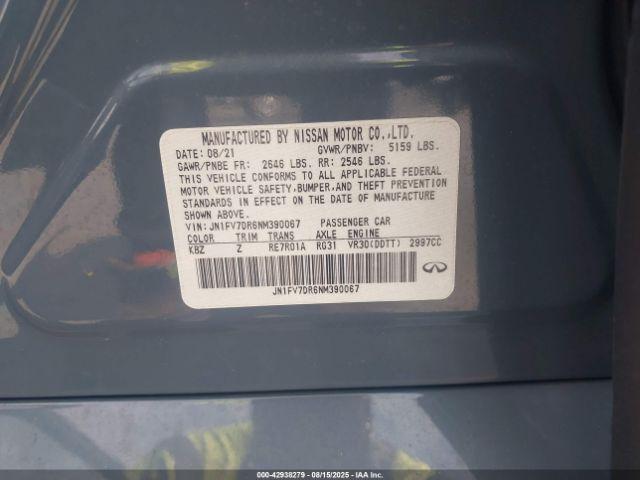 MANUFACTURED BY NISSAN MOTOR CO.,LTD.
DATE: 08/21 GVWR/PNBV: 5159 LBS.
GAWR/PNBE FR: 2646 LBS. RR: 2546 LBS.
THIS VEHICLE CONFORMS TO ALL APPLICABLE FEDERAL
MOTOR VEHICLE SAFETY,BUMPER,AND THEFT PREVENTION
STANDARDS IN EFFECT ON THE DATE OF MANUFACTURE
SHOWN ABOVE.
VIN: JN1FV7DR6NM390067 PASSENGER CAR
COLOR TRIM TRANS AXLE ENGINE
KBZ Z RE7R01A RG31 VR30(DDTT) 2997CC
JN1FV7DR6NM390067
000-42938279 - 08/15/2025 - IAA, Inc.